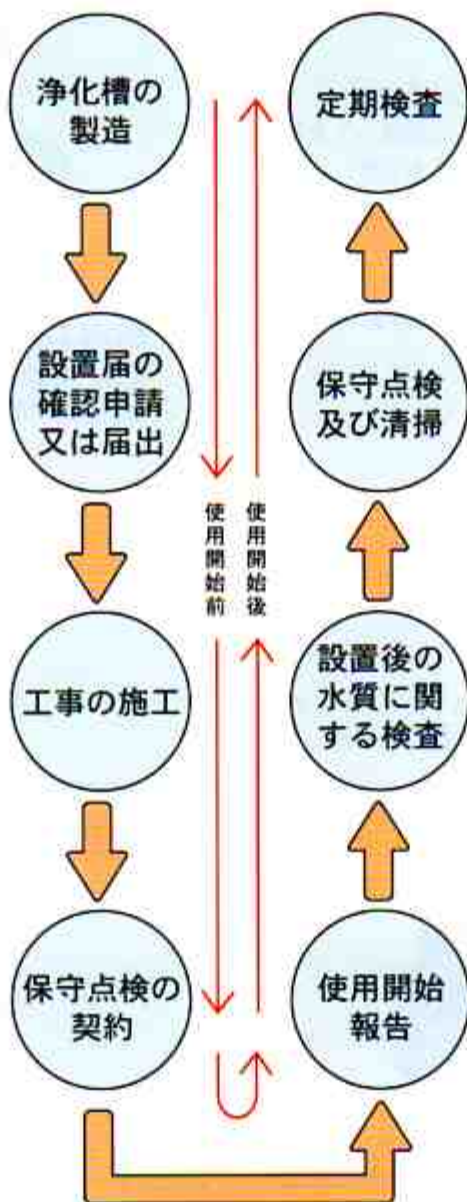 浄化槽の
製造
設置届の
確認申請
又は届出
工事の施工
保守点検の
契約
使用開始前
使用開始後
使用開始
報告
設置後の
水質に関
する検査
保守点検
及び清掃
定期検査